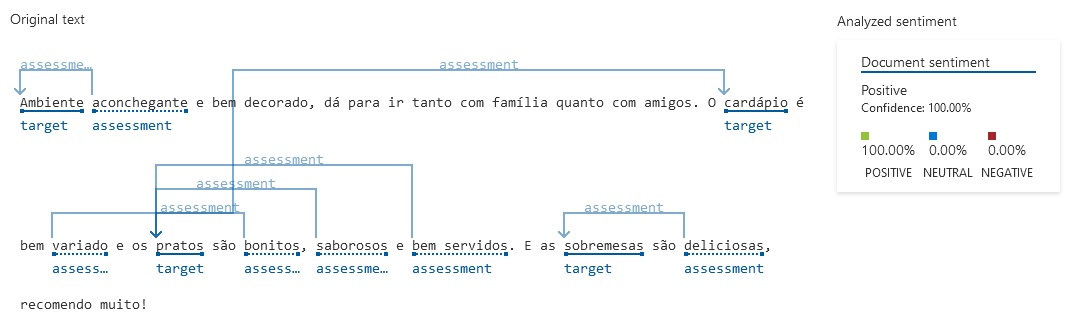 Original text
Analyzed sentiment
assessme…
assessment
Document sentiment
Positive
Confidence: 100.00%
Ambiente aconchegante e bem decorado, dá para ir tanto com família quanto com amigos. O cardápio é
target assessment target
100.00% 0.00% 0.00%
POSITIVE NEUTRAL NEGATIVE
assessment
assessment
assessment assessment
bem variado e os pratos são bonitos, saborosos e bem servidos. E as sobremesas são deliciosas,
assess… target assess… assessme… assessment target assessment
recomendo muito!